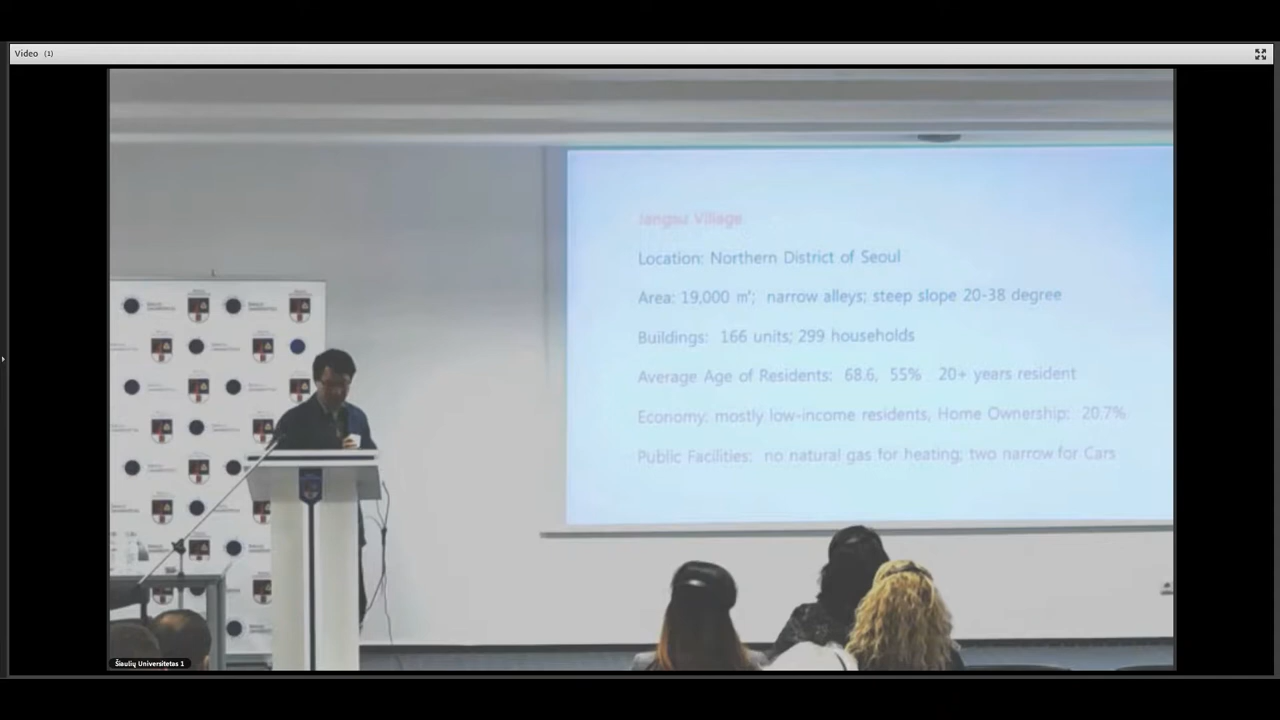 Video (1)
Jangsu Village
Location: Northern District of Seoul
Area: 19,000 ㎡; narrow alleys; steep slope 20-38 degree
Buildings: 166 units; 299 households
Average Age of Residents: 68.6, 55% 20+ years resident
Economy: mostly low-income residents, Home Ownership: 20.7%
Public Facilities: no natural gas for heating; two narrow for Cars
Šiaulių Universitetas 1